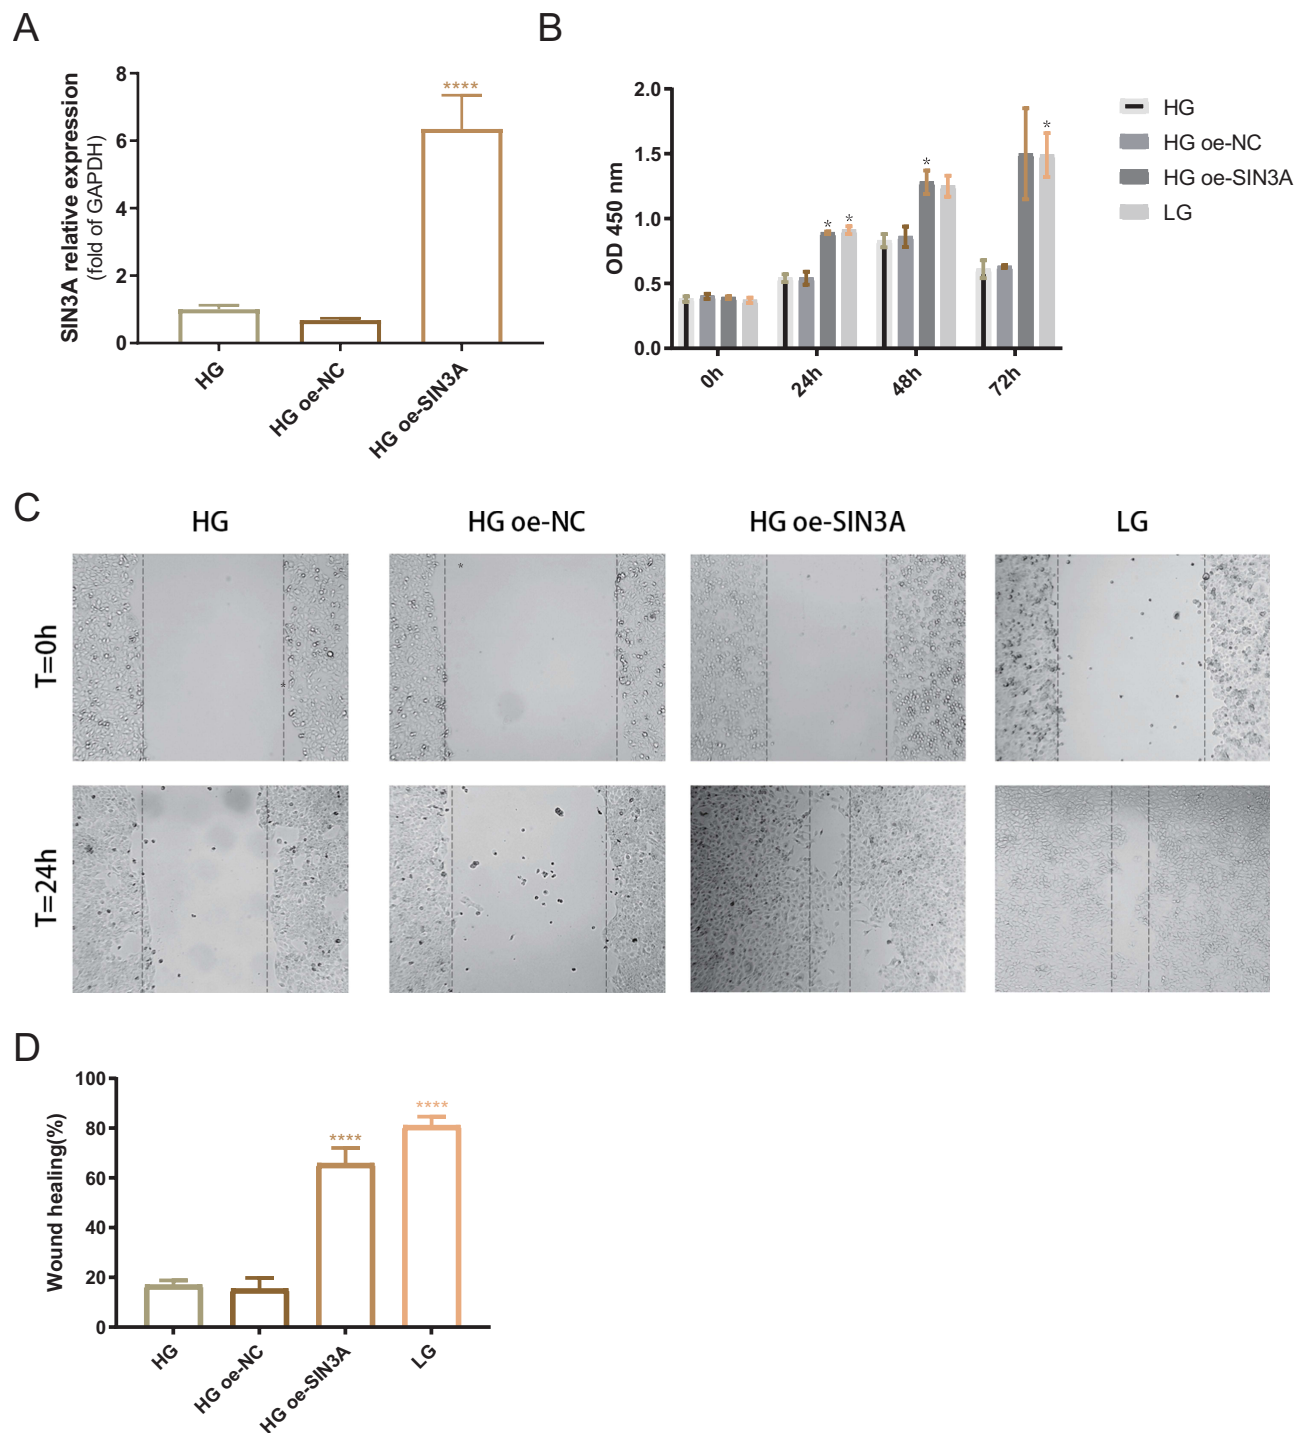 A
SIN3A relative expression
(fold of GAPDH)
8
6
4
2
0
****
HG
HG oe-NC
HG oe-SIN3A
B
OD 450 nm
2.0
1.5
1.0
0.5
0.0
* *
*
*
0h
24h
48h
72h
HG
HG oe-NC
HG oe-SIN3A
LG
C
HG
HG oe-NC
HG oe-SIN3A
LG
T=0h
*
*
T=24h
D
Wound healing(%)
100
80
60
40
20
0
****
****
HG
HG oe-NC
HG oe-SIN3A
LG